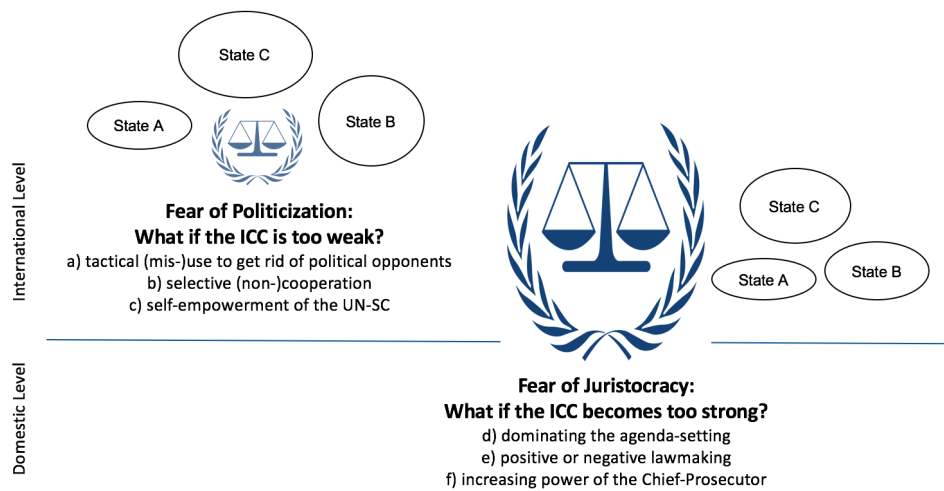 State C
State A
State B
International Level
Fear of Politicization:
What if the ICC is too weak?
a) tactical (mis-)use to get rid of political opponents
b) selective (non-)cooperation
c) self-empowerment of the UN-SC
State C
State A
State B
Domestic Level
Fear of Juristocracy:
What if the ICC becomes too strong?
d) dominating the agenda-setting
e) positive or negative lawmaking
f) increasing power of the Chief-Prosecutor